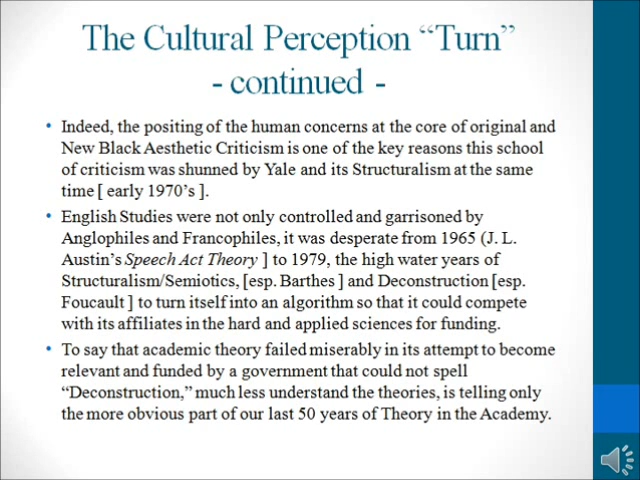 The Cultural Perception “Turn”
- continued -
• Indeed, the positing of the human concerns at the core of original and
New Black Aesthetic Criticism is one of the key reasons this school
of criticism was shunned by Yale and its Structuralism at the same
time [ early 1970’s ].
• English Studies were not only controlled and garrisoned by
Anglophiles and Francophiles, it was desperate from 1965 (J. L.
Austin’s Speech Act Theory ] to 1979, the high water years of
Structuralism/Semiotics, [esp. Barthes ] and Deconstruction [esp.
Foucault ] to turn itself into an algorithm so that it could compete
with its affiliates in the hard and applied sciences for funding.
• To say that academic theory failed miserably in its attempt to become
relevant and funded by a government that could not spell
“Deconstruction,” much less understand the theories, is telling only
the more obvious part of our last 50 years of Theory in the Academy.